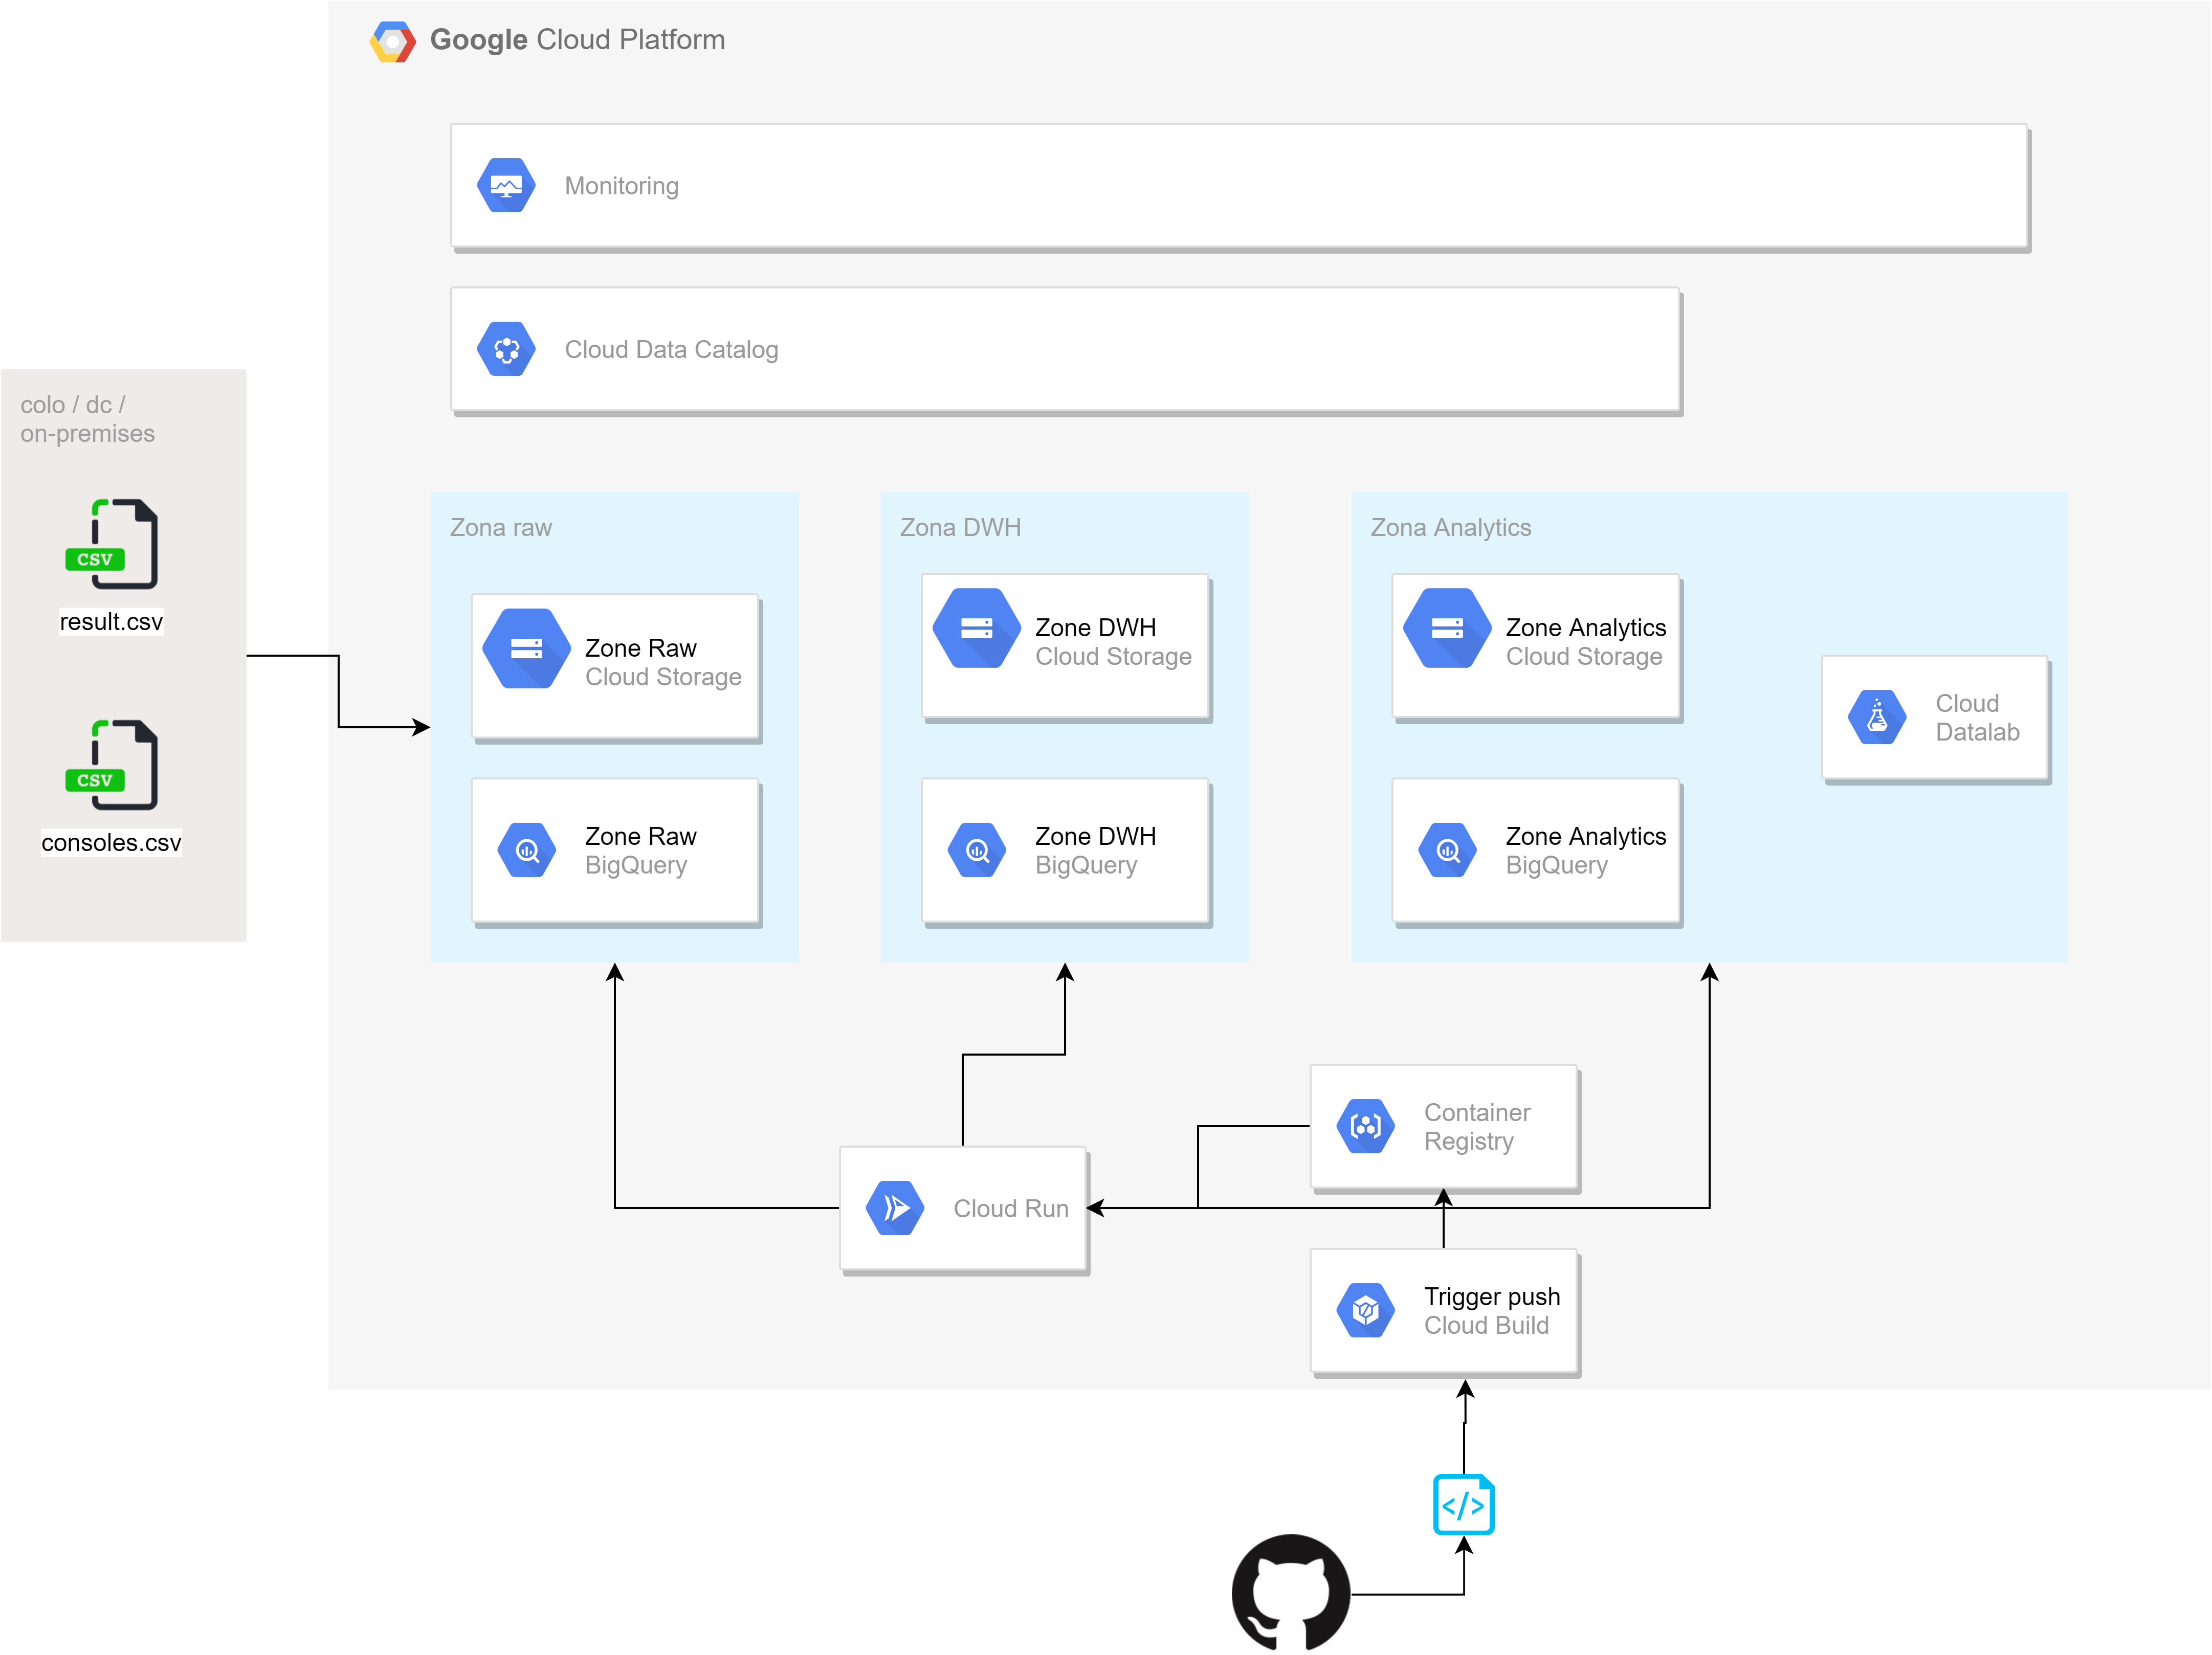 Google Cloud Platform
Monitoring
Cloud Data Catalog
colo / dc /
on-premises
CSV
result.csv
CSV
consoles.csv
Zona raw
Zone Raw
Cloud Storage
Zone Raw
BigQuery
Zona DWH
Zone DWH
Cloud Storage
Zone DWH
BigQuery
Zona Analytics
Zone Analytics
Cloud Storage
Zone Analytics
BigQuery
Cloud
Datalab
Container
Registry
Cloud Run
Trigger push
Cloud Build
</>